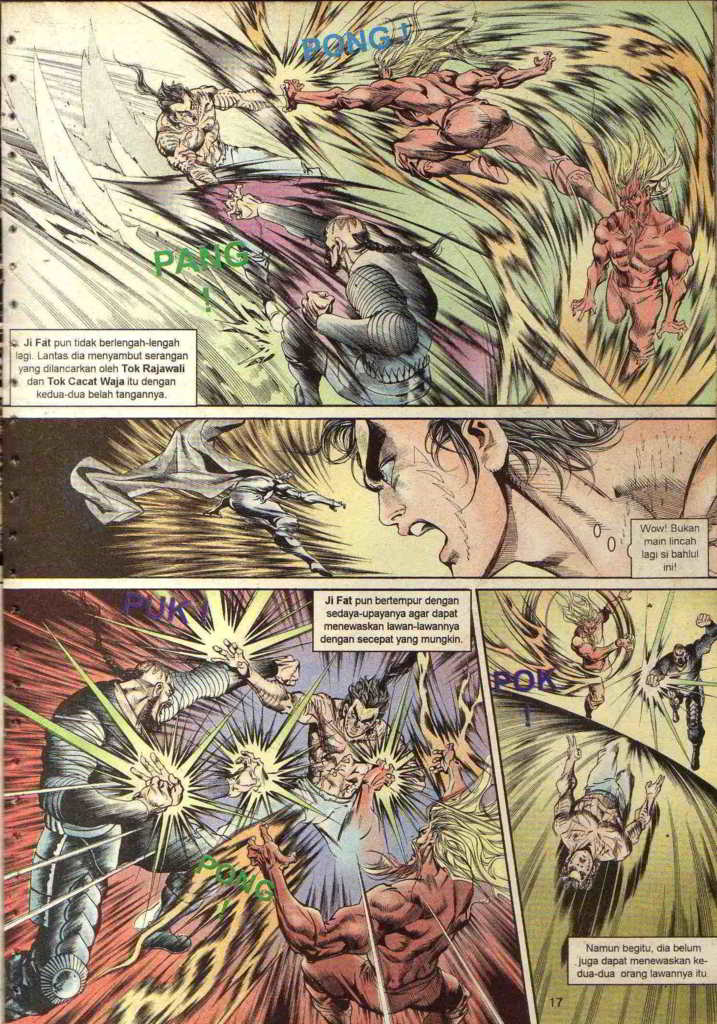 PONG !
PANG
!
Ji Fat pun tidak berlengah-lengah
lagi. Lantas dia menyambut serangan
yang dilancarkan oleh Tok Rajawali
dan Tok Cacat Waja itu dengan
kedua-dua belah tangannya.
Wow! Bukan
main lincah
lagi si bahlul
ini!
PUK !
Ji Fat pun bertempur dengan
sedaya-upayanya agar dapat
menewaskan lawan-lawannya
dengan secepat yang mungkin.
POK
!
PONG
!
Namun begitu, dia belum
juga dapat menewaskan ke-
dua-dua orang lawannya itu
17